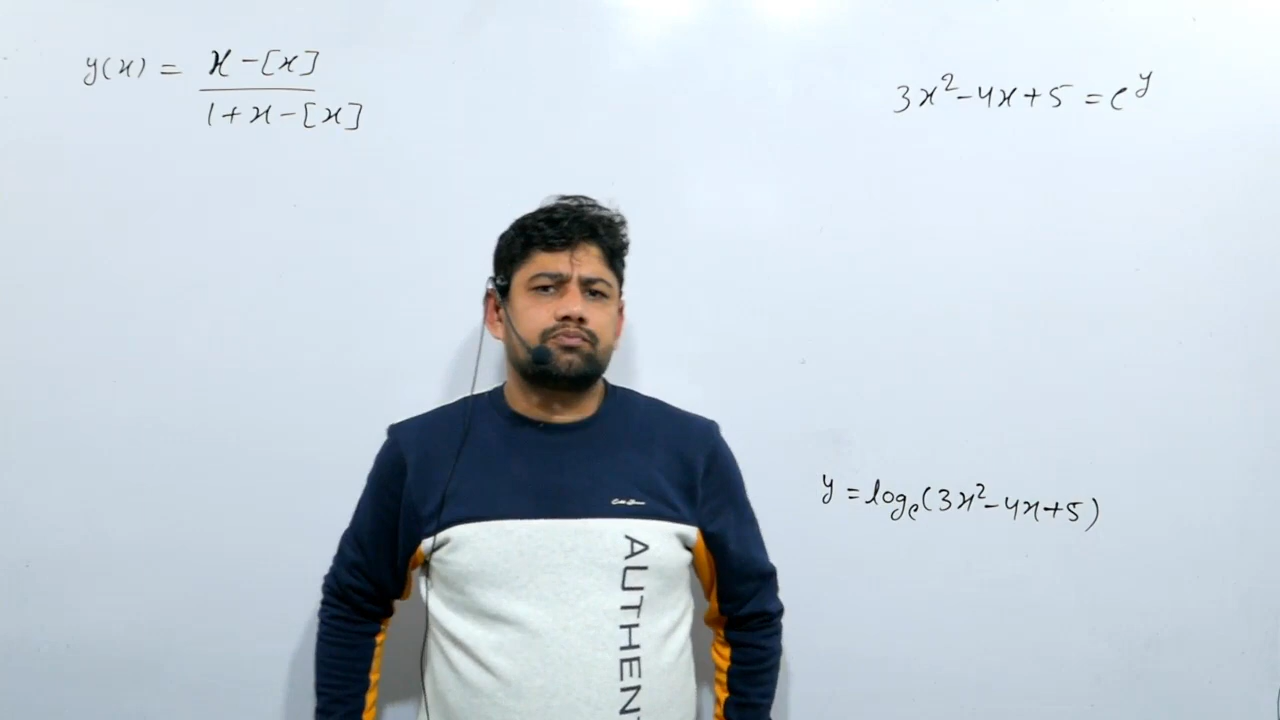 y(x) = x-[x] / 1+x-[x]
3x²-4x+5 = e^y
y = logₑ(3x²-4x+5)
AUTHENT